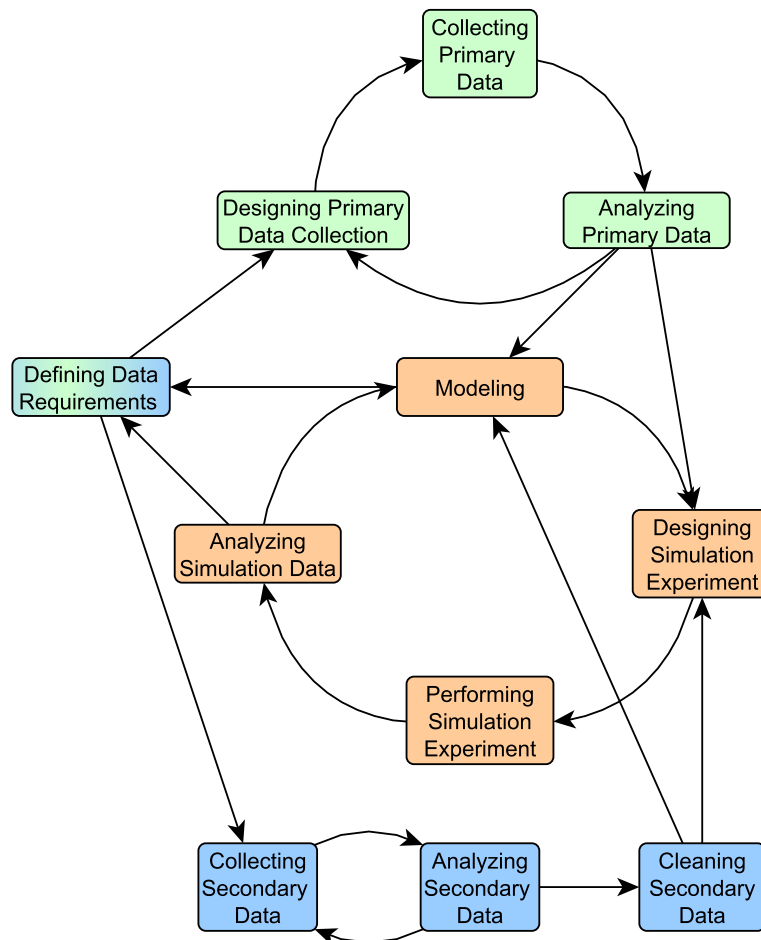 Collecting
Primary
Data
Designing Primary
Data Collection
Analyzing
Primary Data
Defining Data
Requirements
Modeling
Designing
Simulation
Experiment
Analyzing
Simulation Data
Performing
Simulation
Experiment
Collecting
Secondary
Data
Analyzing
Secondary
Data
Cleaning
Secondary
Data